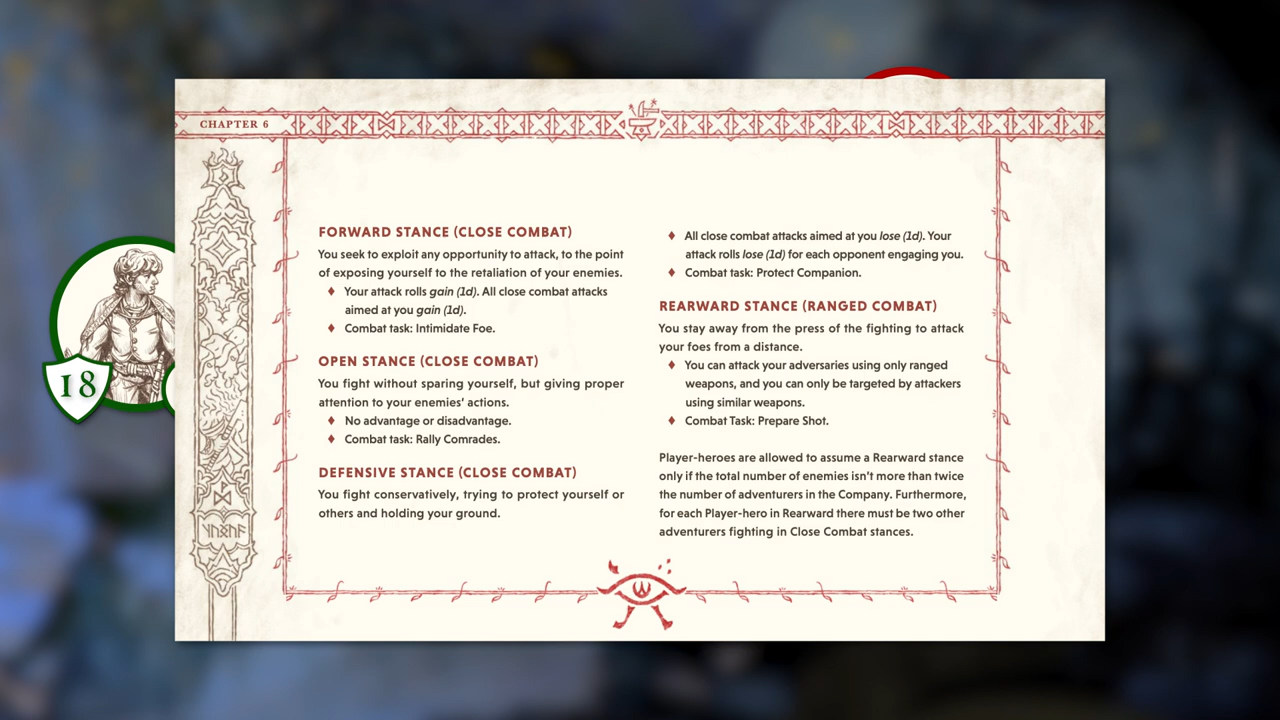 CHAPTER 6
18
FORWARD STANCE (CLOSE COMBAT)
You seek to exploit any opportunity to attack, to the point
of exposing yourself to the retaliation of your enemies.
♦ Your attack rolls gain (1d). All close combat attacks
aimed at you gain (1d).
♦ Combat task: Intimidate Foe.
OPEN STANCE (CLOSE COMBAT)
You fight without sparing yourself, but giving proper
attention to your enemies' actions.
♦ No advantage or disadvantage.
♦ Combat task: Rally Comrades.
DEFENSIVE STANCE (CLOSE COMBAT)
You fight conservatively, trying to protect yourself or
others and holding your ground.
♦ All close combat attacks aimed at you lose (1d). Your
attack rolls lose (1d) for each opponent engaging you.
♦ Combat task: Protect Companion.
REARWARD STANCE (RANGED COMBAT)
You stay away from the press of the fighting to attack
your foes from a distance.
♦ You can attack your adversaries using only ranged
weapons, and you can only be targeted by attackers
using similar weapons.
♦ Combat Task: Prepare Shot.
Player-heroes are allowed to assume a Rearward stance
only if the total number of enemies isn't more than twice
the number of adventurers in the Company. Furthermore,
for each Player-hero in Rearward there must be two other
adventurers fighting in Close Combat stances.